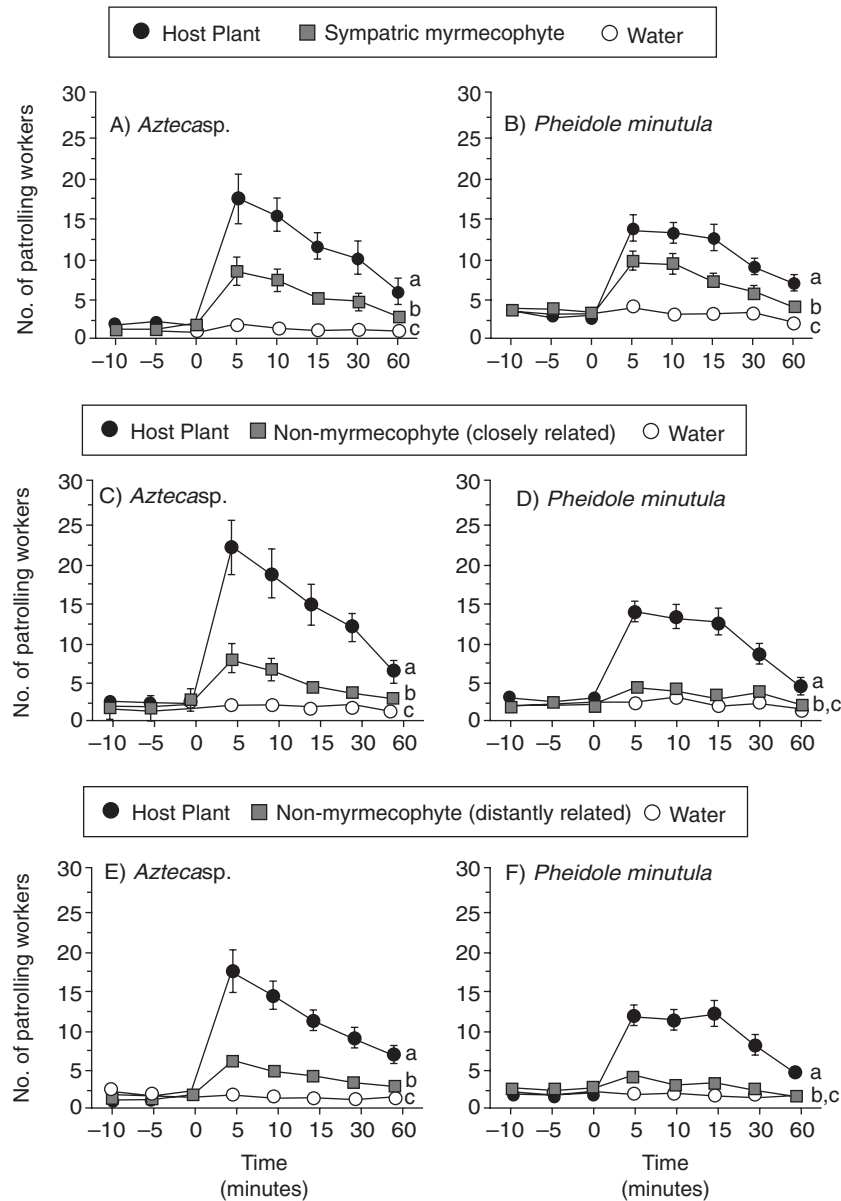 Host Plant Sympatric myrmecophyte Water
A) Aztecasp.
B) Pheidole minutula
No. of patrolling workers
30
25
20
15
10
5
0
a
b
c
–10 –5 0 5 10 15 30 60
30
25
20
15
10
5
0
a
b
c
–10 –5 0 5 10 15 30 60
Host Plant Non-myrmecophyte (closely related) Water
C) Aztecasp.
D) Pheidole minutula
No. of patrolling workers
30
25
20
15
10
5
0
a
b
c
–10 –5 0 5 10 15 30 60
30
25
20
15
10
5
0
a
b,c
–10 –5 0 5 10 15 30 60
Host Plant Non-myrmecophyte (distantly related) Water
E) Aztecasp.
F) Pheidole minutula
No. of patrolling workers
30
25
20
15
10
5
0
a
b
c
–10 –5 0 5 10 15 30 60
Time
(minutes)
30
25
20
15
10
5
0
a
b,c
–10 –5 0 5 10 15 30 60
Time
(minutes)